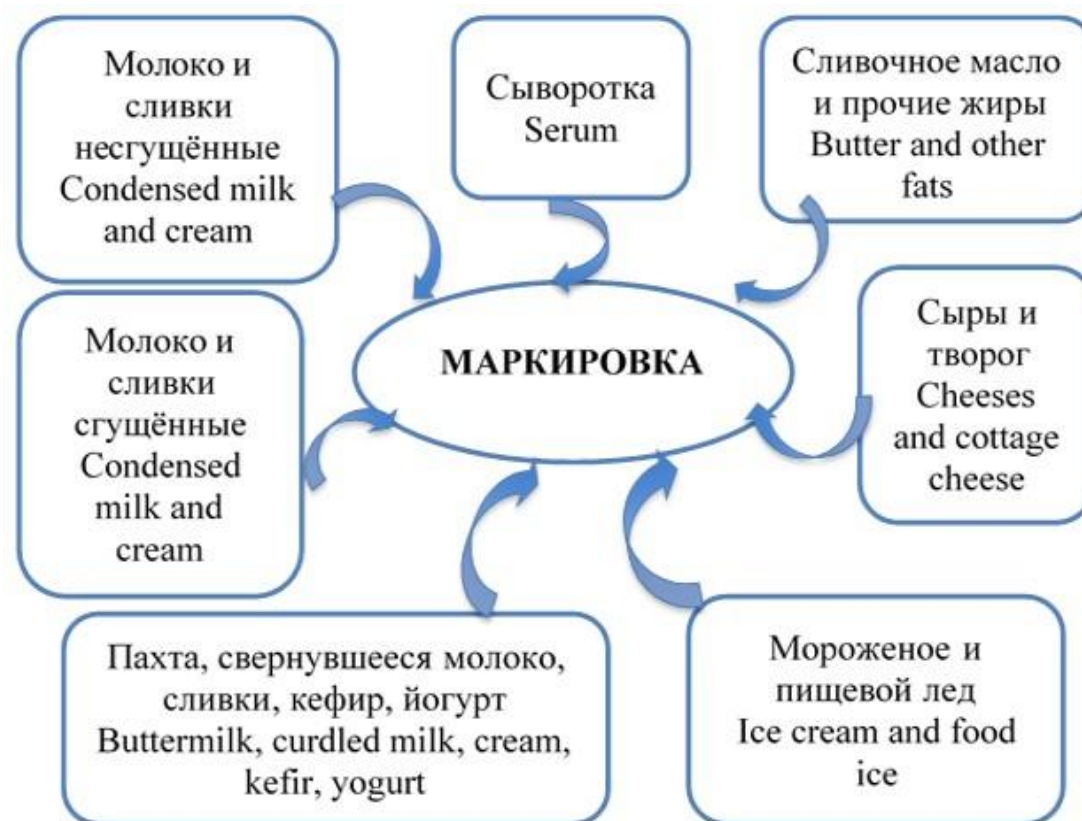 Молоко и
сливки
несгущённые
Condensed milk
and cream
Сыворотка
Serum
Сливочное масло
и прочие жиры
Butter and other
fats
МАРКИРОВКА
Молоко и
сливки
сгущённые
Condensed
milk and
cream
Сыры и
творог
Cheeses
and cottage
cheese
Пахта, свернувшееся молоко,
сливки, кефир, йогурт
Buttermilk, curdled milk, cream,
kefir, yogurt
Мороженое и
пищевой лед
Ice cream and food
ice